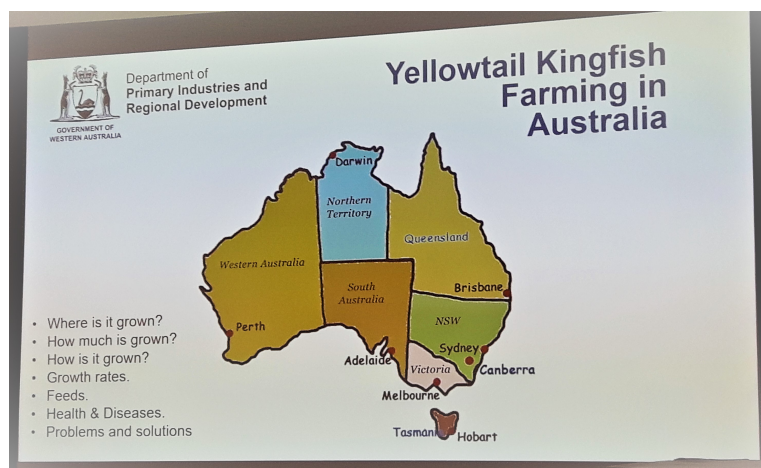 Department of
Primary Industries and
Regional Development
GOVERNMENT OF
WESTERN AUSTRALIA
Yellowtail Kingfish
Farming in
Australia
Darwin
Northern
Territory
Queensland
Western Australia
South
Australia
Brisbane
NSW
Perth
Sydney
Adelaide
Canberra
Victoria
Melbourne
Tasmani
Hobart
• Where is it grown?
• How much is grown?
• How is it grown?
• Growth rates.
• Feeds.
• Health & Diseases.
• Problems and solutions